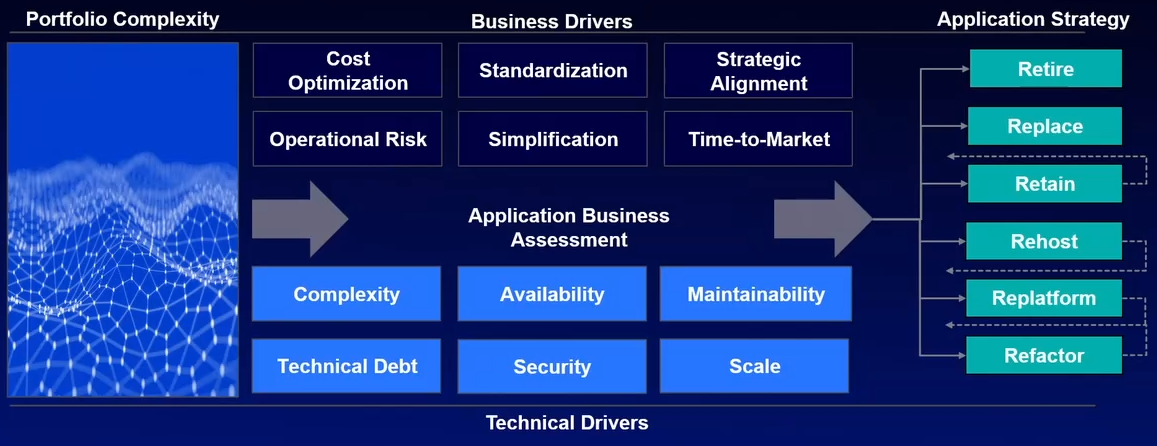 Portfolio Complexity
Business Drivers
Application Strategy
Cost
Optimization
Standardization
Strategic
Alignment
Operational Risk
Simplification
Time-to-Market
Application Business
Assessment
Complexity
Availability
Maintainability
Technical Debt
Security
Scale
Technical Drivers
Retire
Replace
Retain
Rehost
Replatform
Refactor